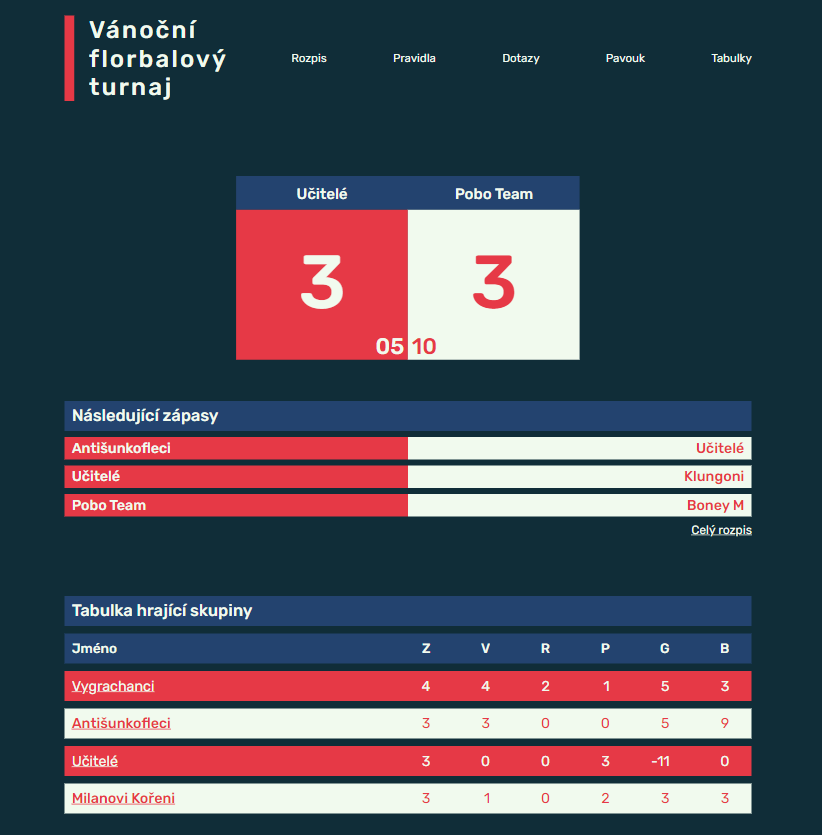 Vánoční
florbalový
turnaj
Rozpis Pravidla Dotazy Pavouk Tabulky
Učitelé Pobo Team
3 3
05 10
Následující zápasy
Antišunkofleci Učitelé
Učitelé Klungoni
Pobo Team Boney M
Celý rozpis
Tabulka hrající skupiny
Jméno Z V R P G B
Vygrachanci 4 4 2 1 5 3
Antišunkofleci 3 3 0 0 5 9
Učitelé 3 0 0 3 -11 0
Milanovi Kořeni 3 1 0 2 3 3